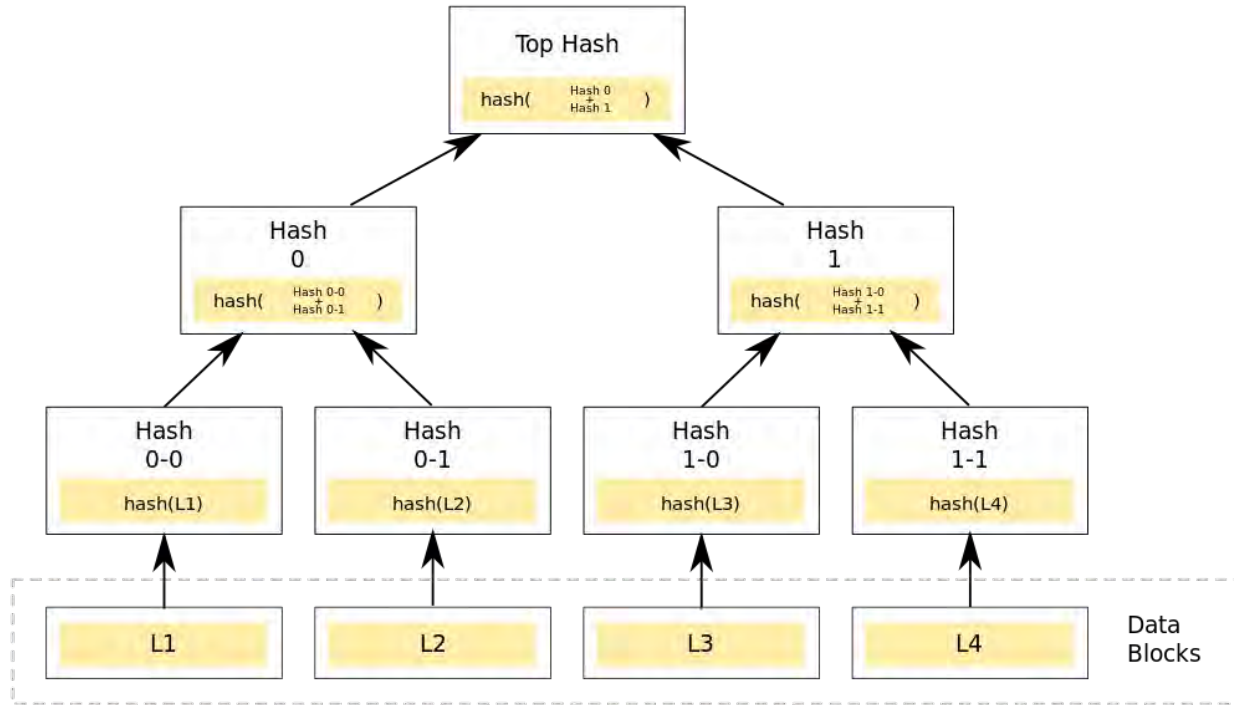 Top Hash
hash( Hash 0 + Hash 1 )
Hash
0
hash( Hash 0-0 + Hash 0-1 )
Hash
1
hash( Hash 1-0 + Hash 1-1 )
Hash
0-0
hash(L1)
Hash
0-1
hash(L2)
Hash
1-0
hash(L3)
Hash
1-1
hash(L4)
L1
L2
L3
L4
Data
Blocks